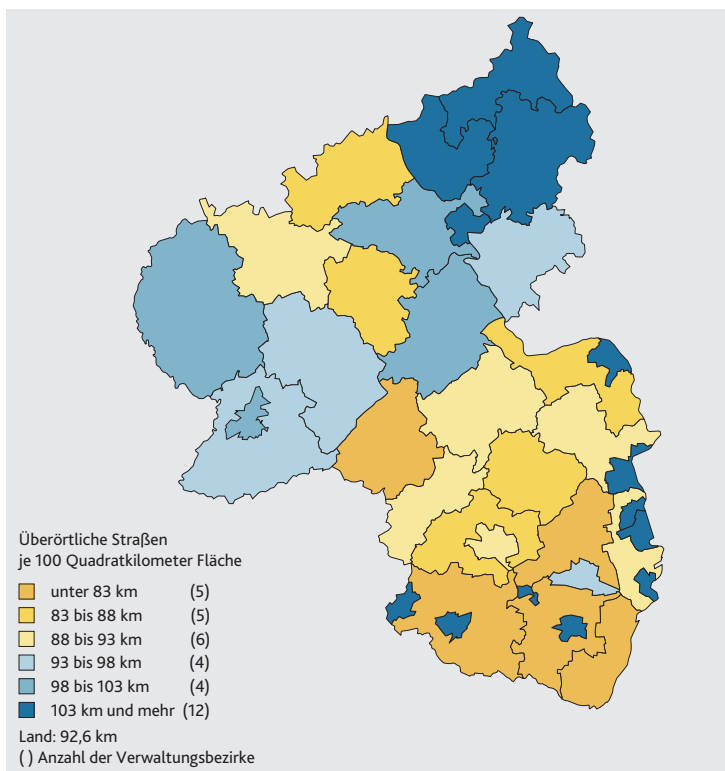 Überörtliche Straßen
je 100 Quadratkilometer Fläche
unter 83 km (5)
83 bis 88 km (5)
88 bis 93 km (6)
93 bis 98 km (4)
98 bis 103 km (4)
103 km und mehr (12)
Land: 92,6 km
( ) Anzahl der Verwaltungsbezirke